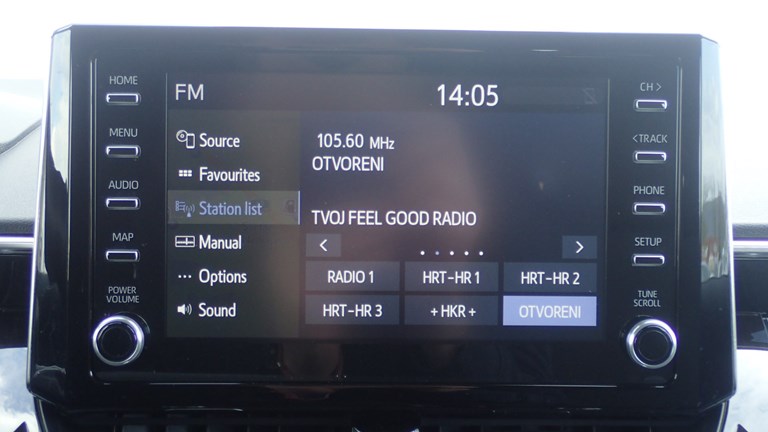 HOME
MENU
AUDIO
MAP
POWER
VOLUME
FM
14:05
Source
Favourites
Station list
Manual
Options
Sound
105.60 MHz
OTVORENI
TVOJ FEEL GOOD RADIO
RADIO 1 HRT-HR 1 HRT-HR 2
HRT-HR 3 +HKR+ OTVORENI
CH >
< TRACK
PHONE
SETUP
TUNE
SCROLL